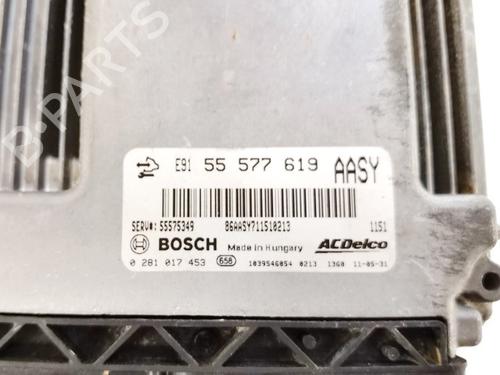 E91 55 577 619 AASY
SERV#: 55575349 86AASY711510213 1151
BOSCH Made in Hungary ACDelco
0 281 017 453 658 1039S46054 0213 1360 11-05-31
B-PARTS